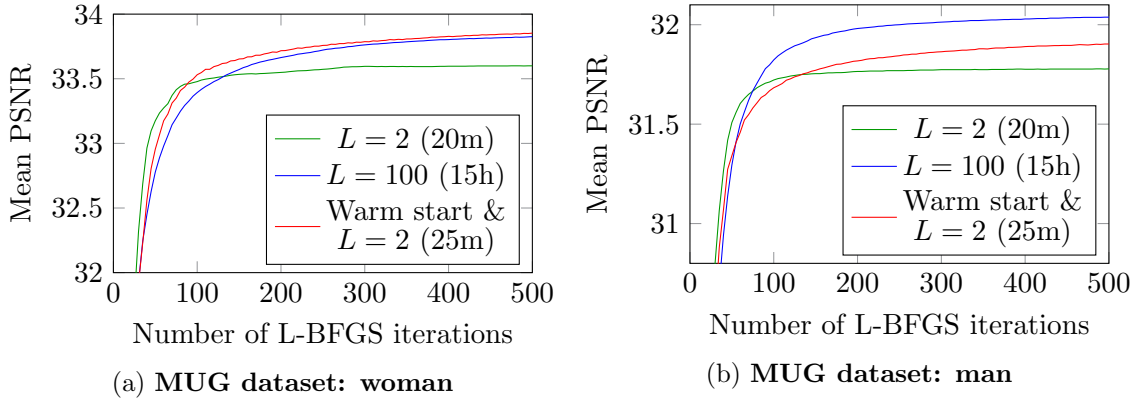 34
33.5
33
32.5
32
Mean PSNR
L = 2 (20m)
L = 100 (15h)
Warm start &
L = 2 (25m)
0 100 200 300 400 500
Number of L-BFGS iterations
(a) MUG dataset: woman
32
31.5
31
Mean PSNR
L = 2 (20m)
L = 100 (15h)
Warm start &
L = 2 (25m)
0 100 200 300 400 500
Number of L-BFGS iterations
(b) MUG dataset: man